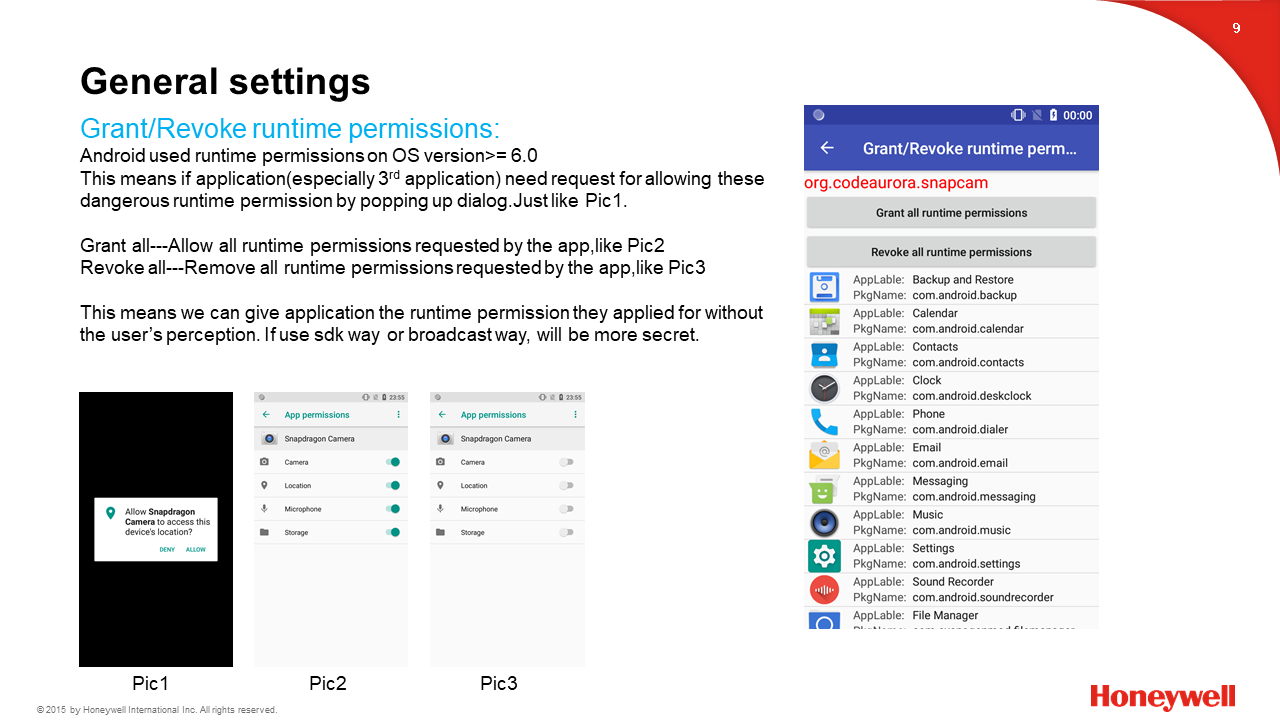 9
General settings
Grant/Revoke runtime permissions:
Android used runtime permissions on OS version>= 6.0
This means if application(especially 3rd application) need request for allowing these
dangerous runtime permission by popping up dialog.Just like Pic1.
Grant all---Allow all runtime permissions requested by the app,like Pic2
Revoke all---Remove all runtime permissions requested by the app,like Pic3
This means we can give application the runtime permission they applied for without
the user’s perception. If use sdk way or broadcast way, will be more secret.
Allow Snapdragon
Camera to access this
device's location?
DENY ALLOW
Pic1
23:55
App permissions
Snapdragon Camera
Camera
Location
Microphone
Storage
Pic2
23:55
App permissions
Snapdragon Camera
Camera
Location
Microphone
Storage
Pic3
00:00
Grant/Revoke runtime perm...
org.codeaurora.snapcam
Grant all runtime permissions
Revoke all runtime permissions
AppLable: Backup and Restore
PkgName: com.android.backup
AppLable: Calendar
PkgName: com.android.calendar
AppLable: Contacts
PkgName: com.android.contacts
AppLable: Clock
PkgName: com.android.deskclock
AppLable: Phone
PkgName: com.android.dialer
AppLable: Email
PkgName: com.android.email
AppLable: Messaging
PkgName: com.android.messaging
AppLable: Music
PkgName: com.android.music
AppLable: Settings
PkgName: com.android.settings
AppLable: Sound Recorder
PkgName: com.android.soundrecorder
AppLable: File Manager
© 2015 by Honeywell International Inc. All rights reserved.
Honeywell